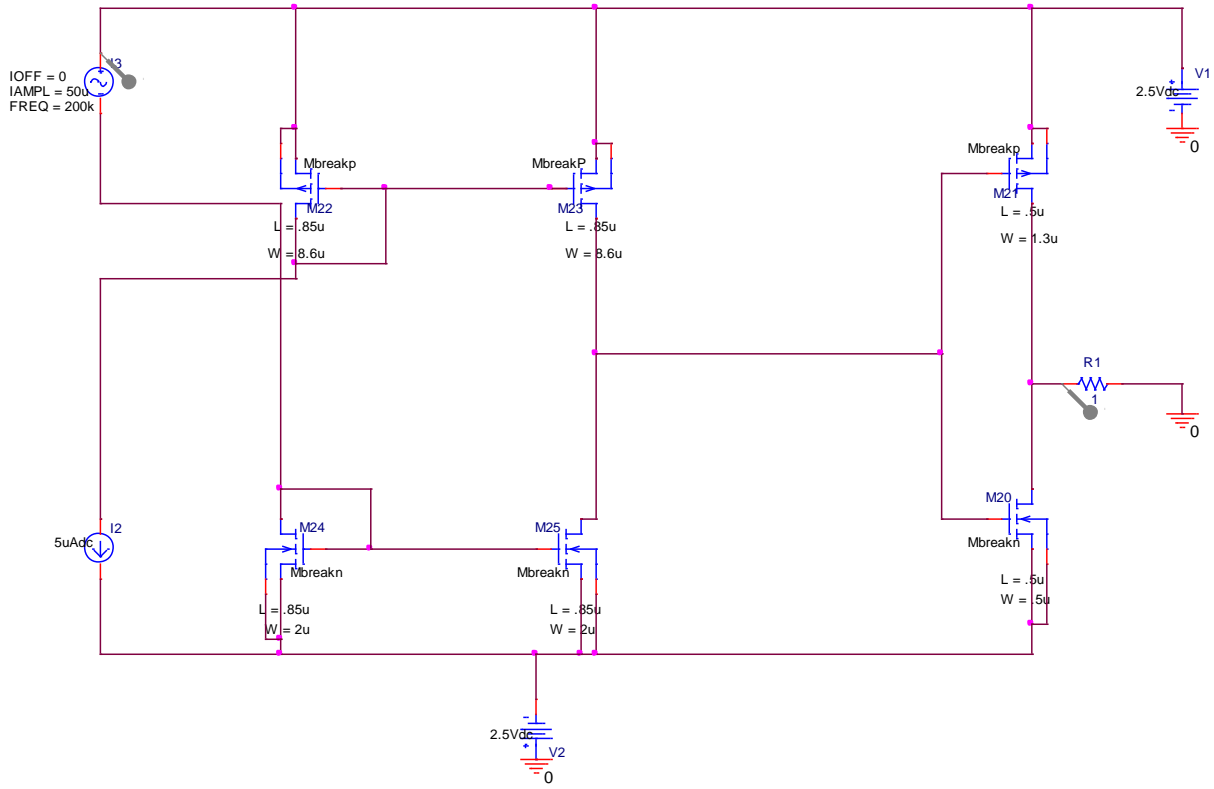 I3
IOFF = 0
IAMPL = 50u
FREQ = 200k
V1
2.5Vdc
0
Mbreakp
M22
L = .85u
W = 8.6u
MbreakP
M23
L = .85u
W = 8.6u
Mbreakp
M21
L = .5u
W = 1.3u
R1
1
0
I2
5uAdc
M24
Mbreakn
L = .85u
W = 2u
M25
Mbreakn
L = .85u
W = 2u
M20
Mbreakn
L = .5u
W = .5u
2.5Vdc
V2
0